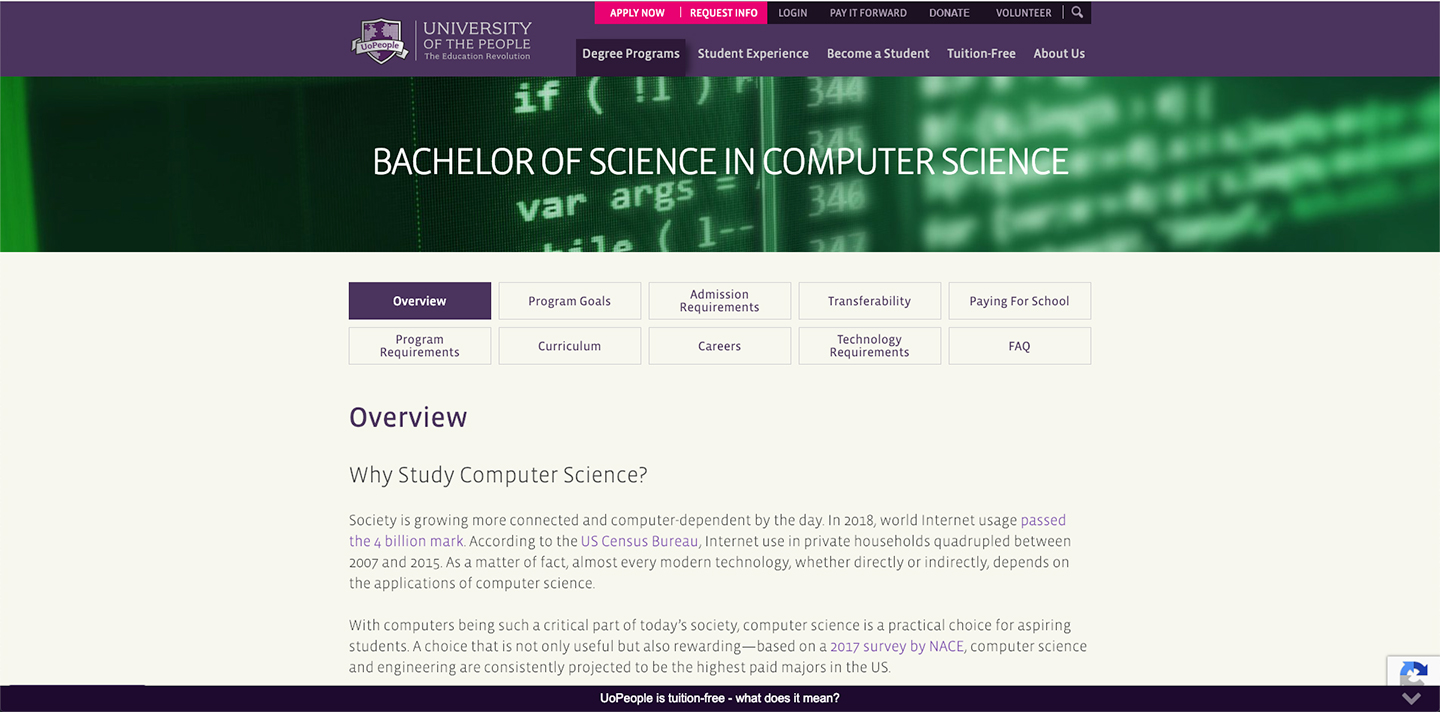 APPLY NOW | REQUEST INFO LOGIN PAY IT FORWARD DONATE VOLUNTEER
UoPeople
UNIVERSITY
OF THE PEOPLE
The Education Revolution
Degree Programs Student Experience Become a Student Tuition-Free About Us
if ( !l )
344
345
BACHELOR OF SCIENCE IN COMPUTER SCIENCE
var args =
346
( l--
347
Overview Program Goals Admission Requirements Transferability Paying For School
Program Requirements Curriculum Careers Technology Requirements FAQ
Overview
Why Study Computer Science?
Society is growing more connected and computer-dependent by the day. In 2018, world Internet usage passed
the 4 billion mark. According to the US Census Bureau, Internet use in private households quadrupled between
2007 and 2015. As a matter of fact, almost every modern technology, whether directly or indirectly, depends on
the applications of computer science.
With computers being such a critical part of today's society, computer science is a practical choice for aspiring
students. A choice that is not only useful but also rewarding—based on a 2017 survey by NACE, computer science
and engineering are consistently projected to be the highest paid majors in the US.
UoPeople is tuition-free - what does it mean?